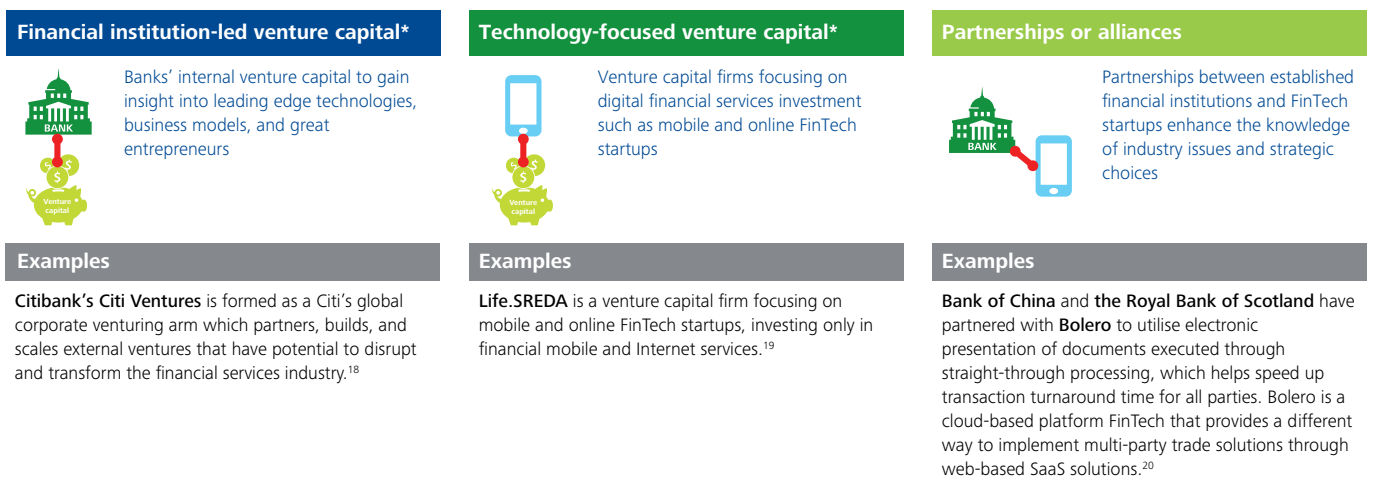 Financial institution-led venture capital*
BANK
$
$
$
Venture
capital
Banks’ internal venture capital to gain
insight into leading edge technologies,
business models, and great
entrepreneurs
Examples
Citibank’s Citi Ventures is formed as a Citi’s global
corporate venturing arm which partners, builds, and
scales external ventures that have potential to disrupt
and transform the financial services industry.18
Technology-focused venture capital*
$
$
$
Venture
capital
Venture capital firms focusing on
digital financial services investment
such as mobile and online FinTech
startups
Examples
Life.SREDA is a venture capital firm focusing on
mobile and online FinTech startups, investing only in
financial mobile and Internet services.19
Partnerships or alliances
BANK
Partnerships between established
financial institutions and FinTech
startups enhance the knowledge
of industry issues and strategic
choices
Examples
Bank of China and the Royal Bank of Scotland have
partnered with Bolero to utilise electronic
presentation of documents executed through
straight-through processing, which helps speed up
transaction turnaround time for all parties. Bolero is a
cloud-based platform FinTech that provides a different
way to implement multi-party trade solutions through
web-based SaaS solutions.20